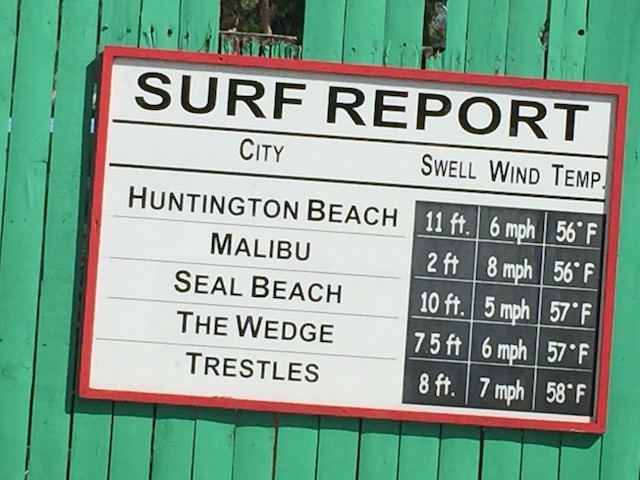 SURF REPORT
CITY SWELL WIND TEMP.
HUNTINGTON BEACH 11 ft. 6 mph 56°F
MALIBU 2 ft 8 mph 56°F
SEAL BEACH 10 ft. 5 mph 57°F
THE WEDGE 7.5 ft 6 mph 57°F
TRESTLES 8 ft. 7 mph 58°F